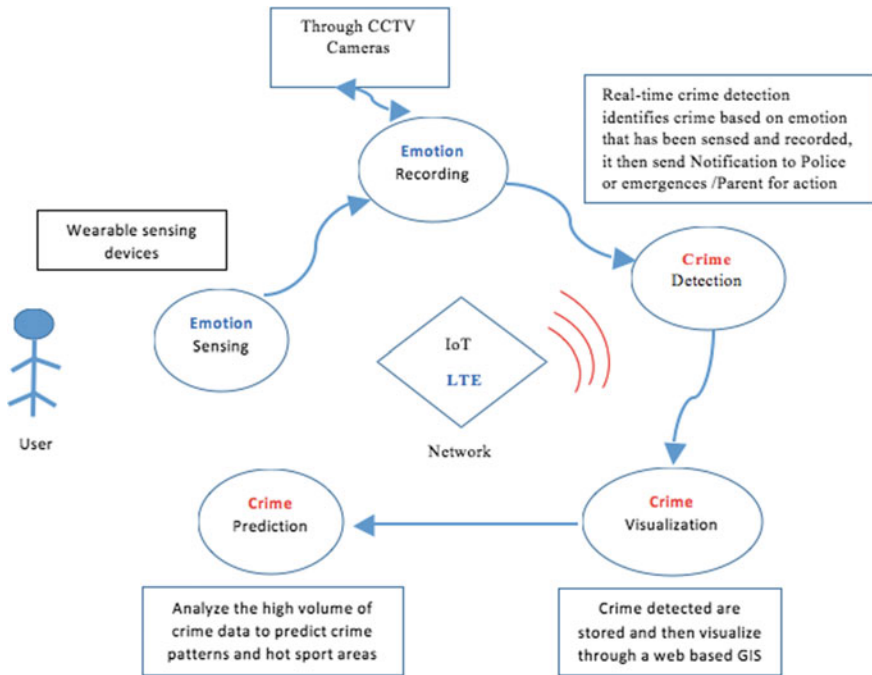 Through CCTV
Cameras
Emotion
Recording
Real-time crime detection
identifies crime based on emotion
that has been sensed and recorded,
it then send Notification to Police
or emergences /Parent for action
Wearable sensing
devices
Crime
Detection
Emotion
Sensing
IoT
LTE
Network
User
Crime
Prediction
Crime
Visualization
Analyze the high volume of
crime data to predict crime
patterns and hot sport areas
Crime detected are
stored and then visualize
through a web based GIS